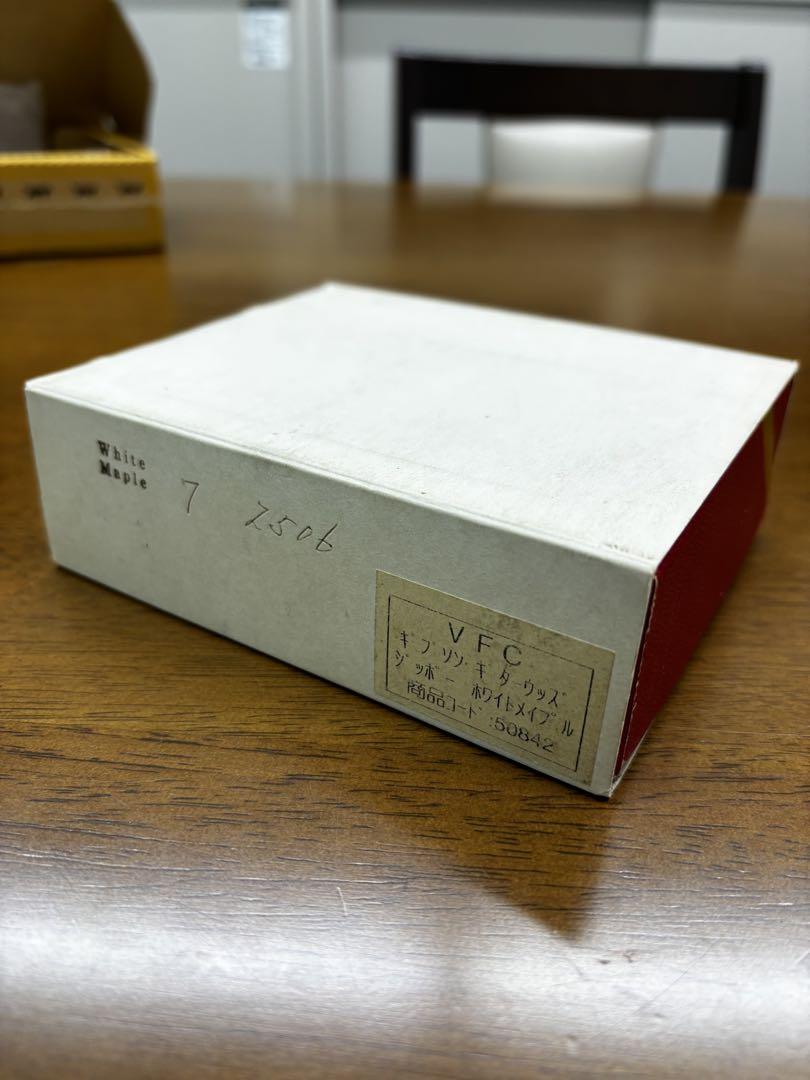 White
Maple
7 2506
VFC
ギブソン・ギターウッズ
ジッポー ホワイトメイプル
商品コード:50842